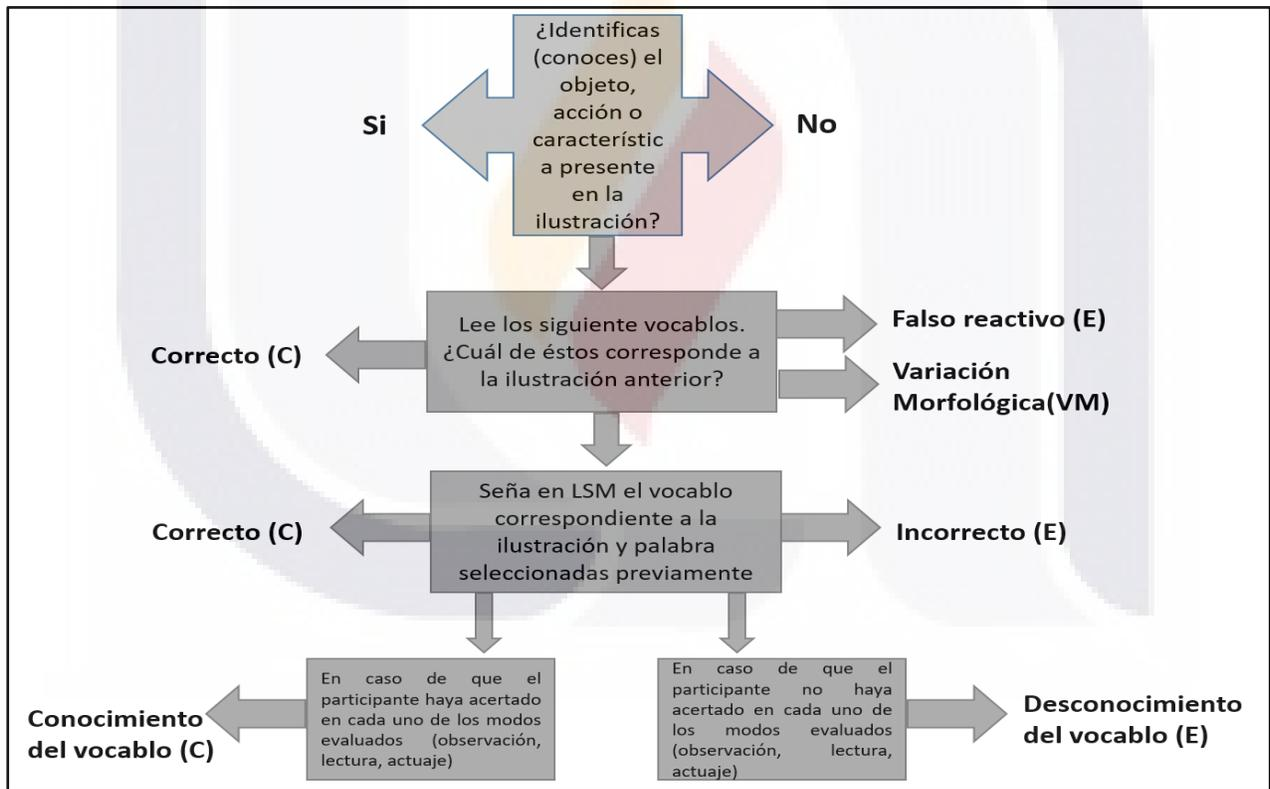 ¿Identificas
(conoces) el
objeto,
acción o
característic
a presente
en la
ilustración?
Si
No
Lee los siguiente vocablos.
¿Cuál de éstos corresponde a
la ilustración anterior?
Correcto (C)
Falso reactivo (E)
Variación
Morfológica(VM)
Seña en LSM el vocablo
correspondiente a la
ilustración y palabra
seleccionadas previamente
Correcto (C)
Incorrecto (E)
En caso de que el
participante haya acertado
en cada uno de los modos
evaluados (observación,
lectura, actuaje)
Conocimiento
del vocablo (C)
En caso de que el
participante no haya
acertado en cada uno de
los modos evaluados
(observación, lectura,
actuaje)
Desconocimiento
del vocablo (E)